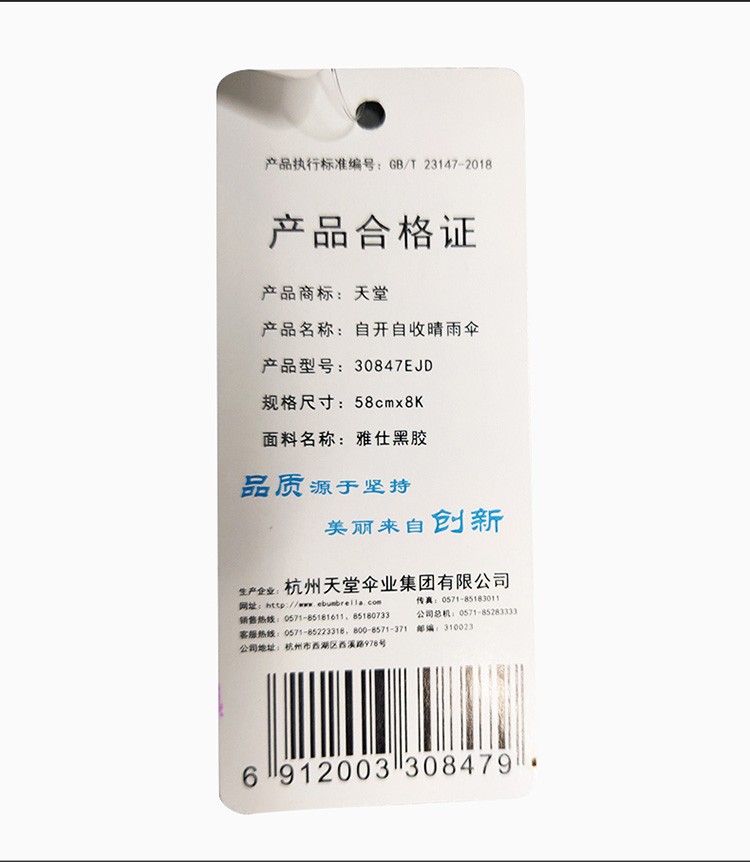 产品执行标准编号：GB/T 23147-2018
产品合格证
产品商标：天堂
产品名称：自开自收晴雨伞
产品型号：30847EJD
规格尺寸：58cmx8K
面料名称：雅仕黑胶
品质源于坚持
美丽来自创新
生产企业：杭州天堂伞业集团有限公司
网址：http://www.ebumbrella.com 传真：0571-85183011
销售热线：0571-85181611，85180733 公司总机：0571-85283333
客服热线：0571-85223318，800-8571-371 邮编：310023
公司地址：杭州市西湖区西溪路978号
6 912003 308479